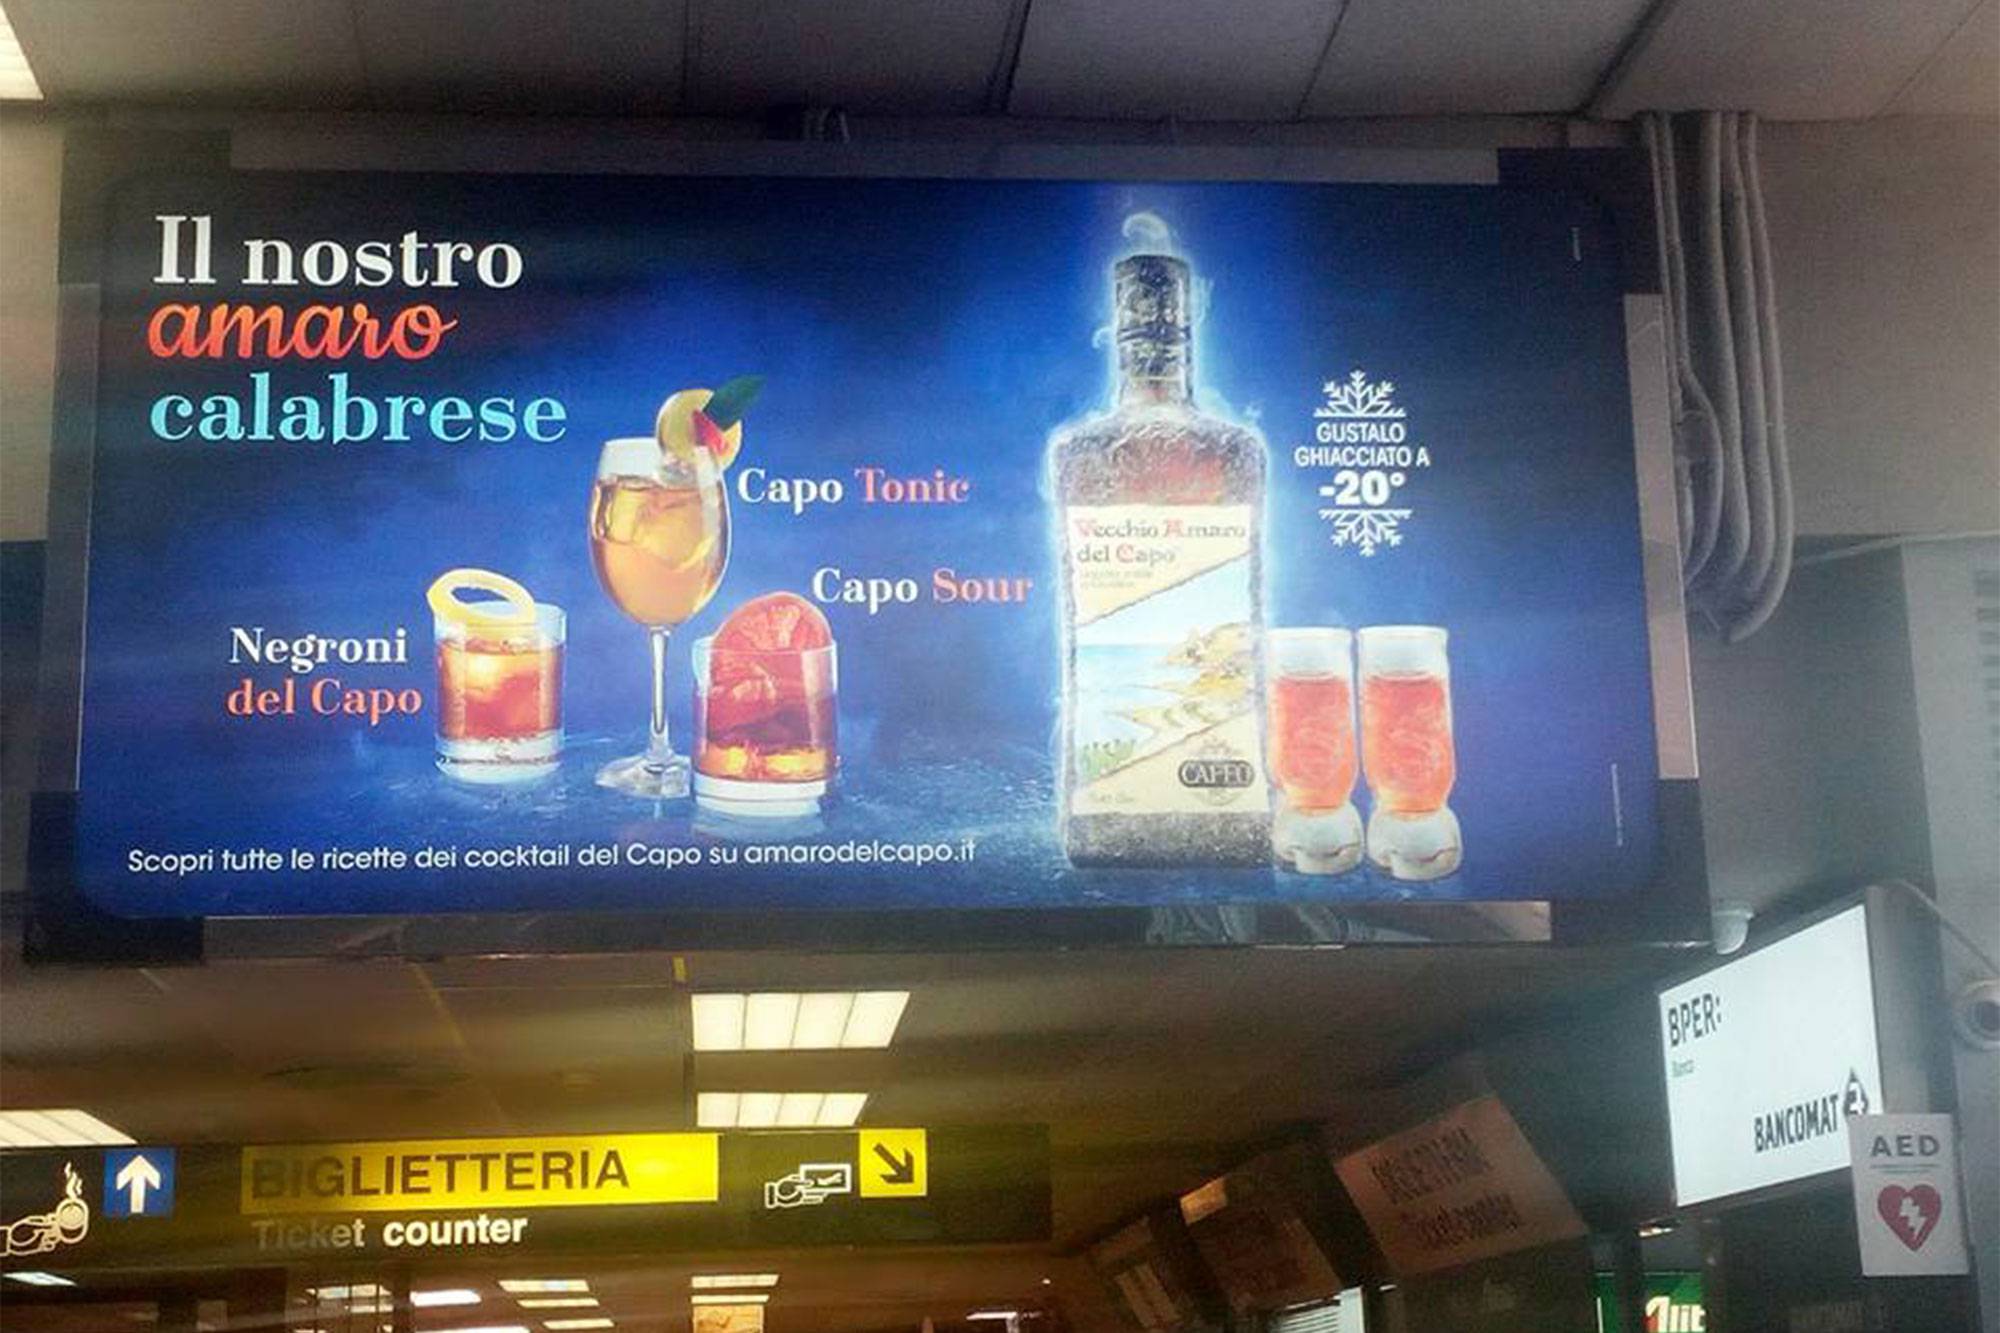 Il nostro
amaro
calabrese
Capo Tonic
Capo Sour
Negroni
del Capo
Vecchio Amaro
del Capo
CAFFO
GUSTALO
GHIACCIATO A
-20°
Scopri tutte le ricette dei cocktail del Capo su amarodelcapo.it
BPER:
Banca
BANCOMAT
AED
BIGLIETTERIA
Ticket counter